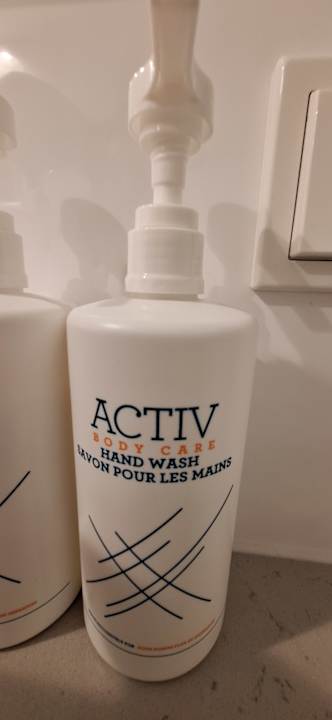 ACTIV
BODY CARE
HAND WASH
SAVON POUR LES MAINS